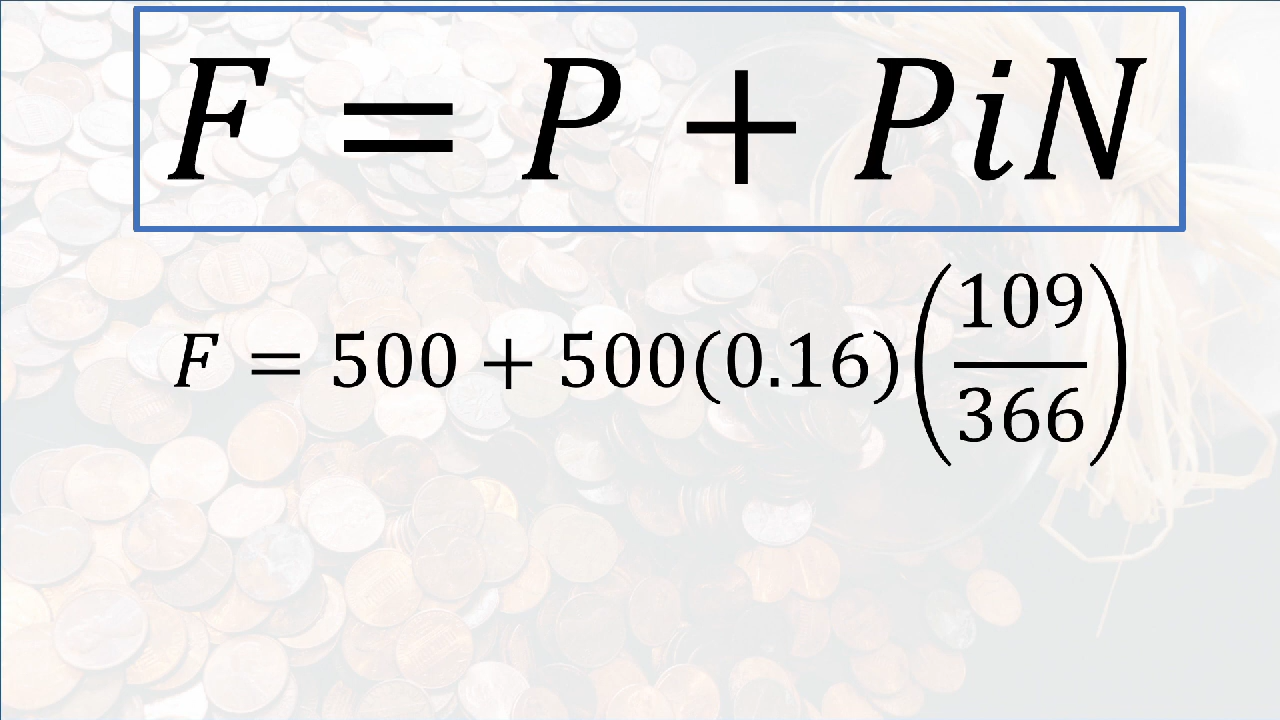 F = P + PiN
F = 500 + 500(0.16)(109/366)